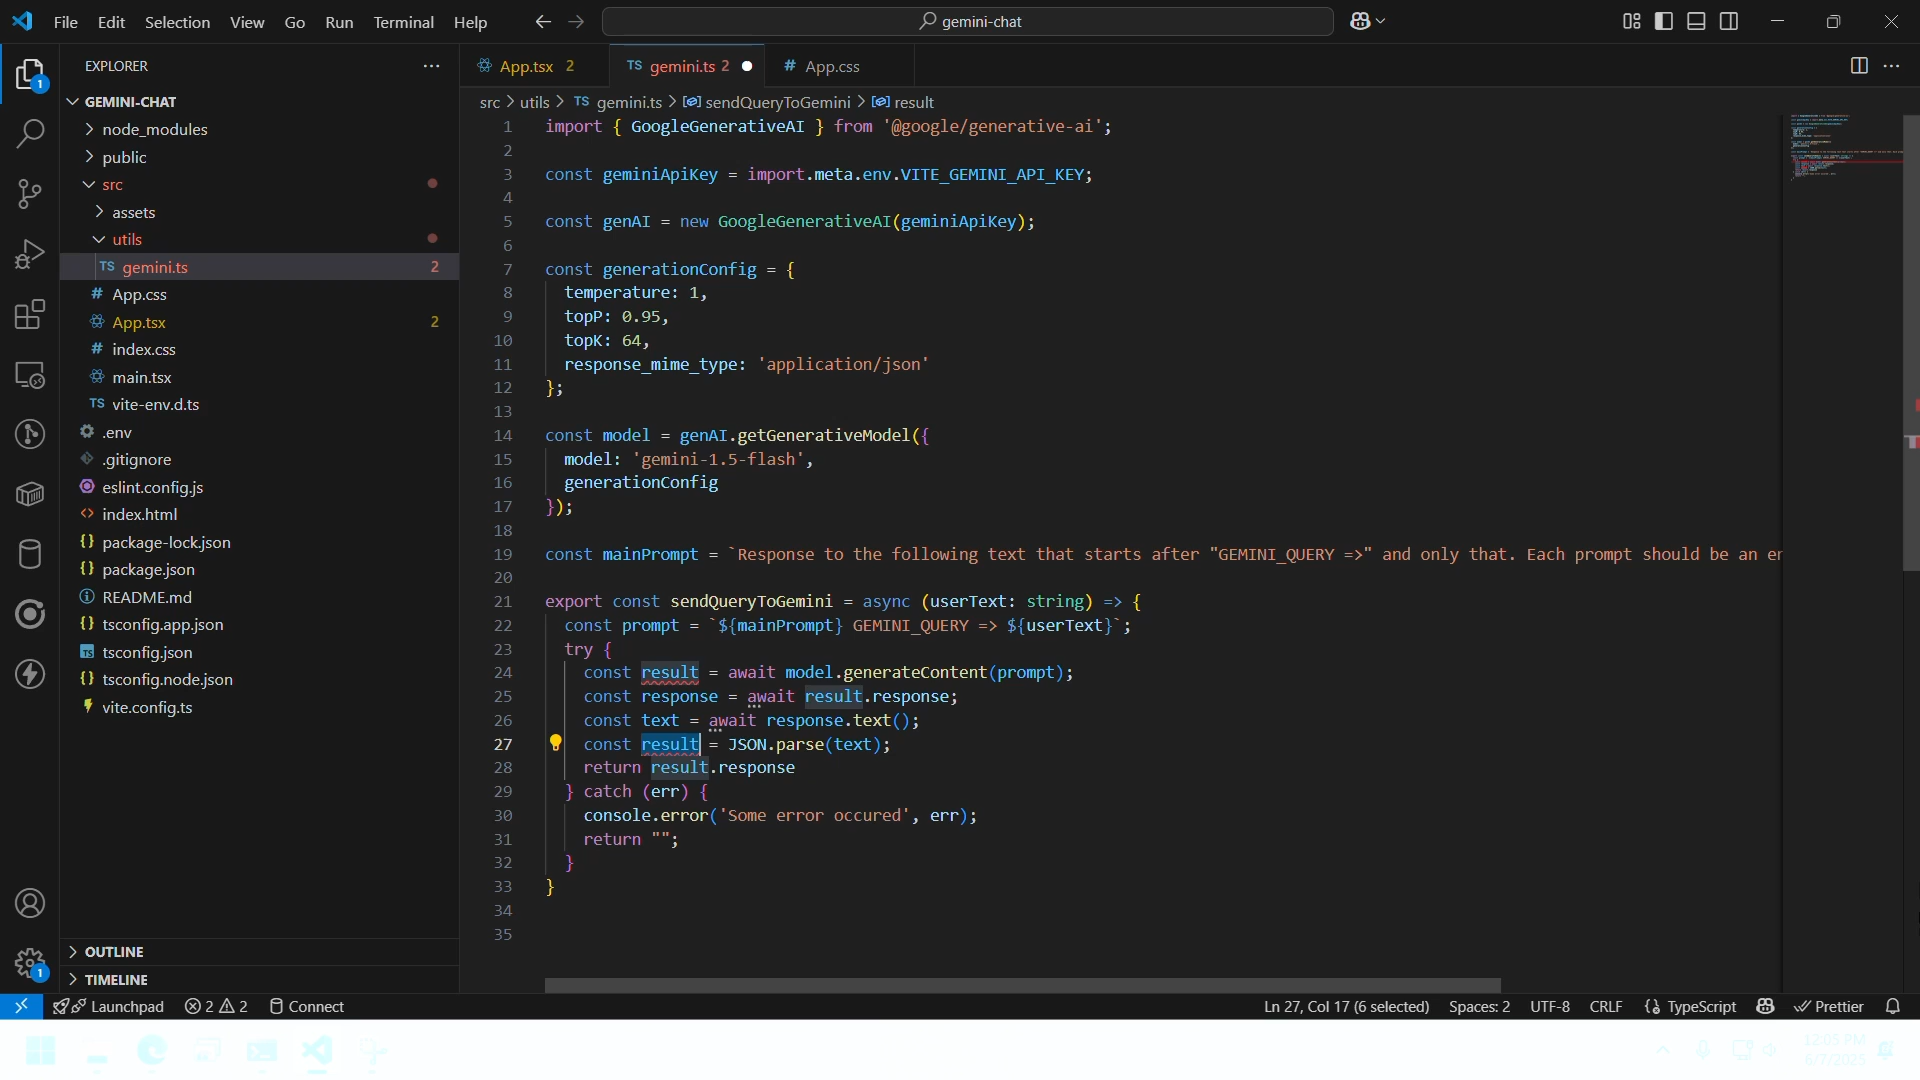 File Edit Selection View Go Run Terminal Help
gemini-chat
EXPLORER
GEMINI-CHAT
node_modules
public
src
assets
utils
TS gemini.ts 2
# App.css
App.tsx 2
# index.css
main.tsx
TS vite-env.d.ts
.env
.gitignore
eslint.config.js
<> index.html
{} package-lock.json
{} package.json
README.md
{} tsconfig.app.json
TS tsconfig.json
{} tsconfig.node.json
vite.config.ts
OUTLINE
TIMELINE
App.tsx 2
TS gemini.ts 2
# App.css
src > utils > TS gemini.ts > sendQueryToGemini > result
1 import { GoogleGenerativeAI } from '@google/generative-ai';
2
3 const geminiApiKey = import.meta.env.VITE_GEMINI_API_KEY;
4
5 const genAI = new GoogleGenerativeAI(geminiApiKey);
6
7 const generationConfig = {
8 temperature: 1,
9 topP: 0.95,
10 topK: 64,
11 response_mime_type: 'application/json'
12 };
13
14 const model = genAI.getGenerativeModel({
15 model: 'gemini-1.5-flash',
16 generationConfig
17 });
18
19 const mainPrompt = `Response to the following text that starts after "GEMINI_QUERY =>" and only that. Each prompt should be an
20
21 export const sendQueryToGemini = async (userText: string) => {
22 const prompt = `${mainPrompt} GEMINI_QUERY => ${userText}`;
23 try {
24 const result = await model.generateContent(prompt);
25 const response = await result.response;
26 const text = await response.text();
27 const result = JSON.parse(text);
28 return result.response
29 } catch (err) {
30 console.error('Some error occured', err);
31 return "";
32 }
33 }
34
35
Launchpad 2 2 Connect
Ln 27, Col 17 (6 selected) Spaces: 2 UTF-8 CRLF {} TypeScript Prettier
12:05 PM